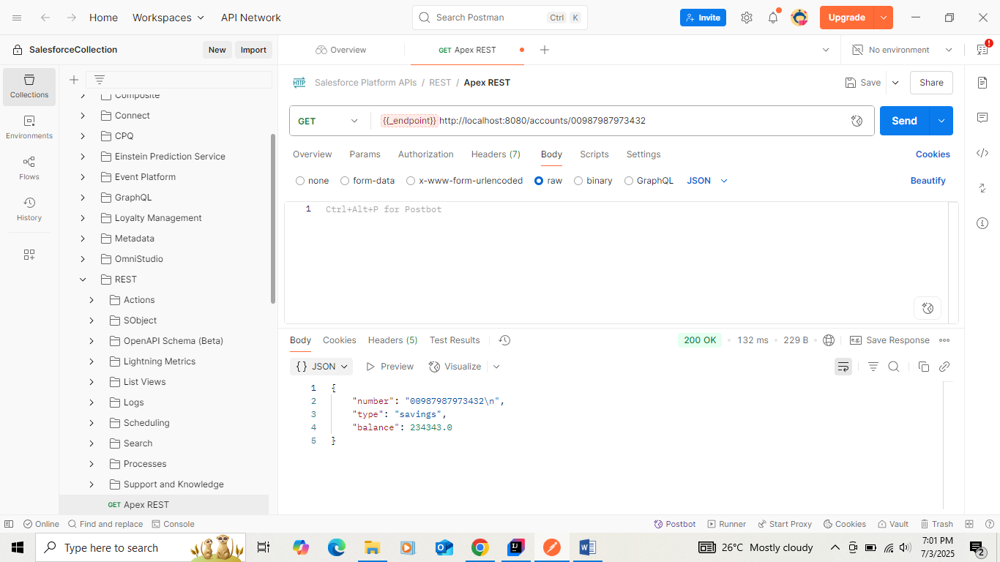 Home Workspaces API Network Search Postman Ctrl K Invite Upgrade
SalesforceCollection New Import Overview GET Apex REST No environment
Collections
Environments
Flows
History
Composite
Connect
CPQ
Einstein Prediction Service
Event Platform
GraphQL
Loyalty Management
Metadata
OmniStudio
REST
Actions
SObject
OpenAPI Schema (Beta)
Lightning Metrics
List Views
Logs
Scheduling
Search
Processes
Support and Knowledge
GET Apex REST
HTTP Salesforce Platform APIs / REST / Apex REST Save Share
GET {{_endpoint}} http://localhost:8080/accounts/00987987973432 Send
Overview Params Authorization Headers (7) Body Scripts Settings Cookies
none form-data x-www-form-urlencoded raw binary GraphQL JSON Beautify
1 Ctrl+Alt+P for Postbot
Body Cookies Headers (5) Test Results 200 OK 132 ms 229 B e.g. Save Response
{} JSON Preview Visualize
1 {
2 "number": "00987987973432\n",
3 "type": "savings",
4 "balance": 234343.0
5 }
Online Find and replace Console Postbot Runner Start Proxy Cookies Vault Trash
Type here to search 26°C Mostly cloudy 7:01 PM
7/3/2025 2